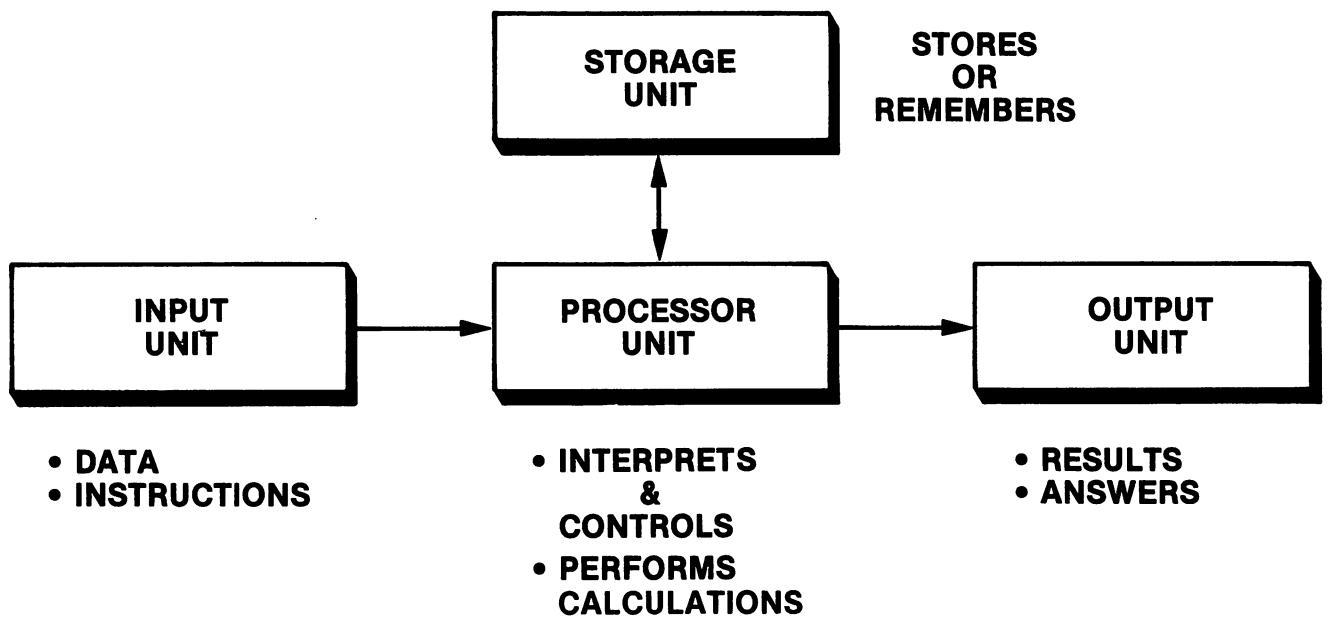 STORAGE
UNIT
STORES
OR
REMEMBERS
INPUT
UNIT
PROCESSOR
UNIT
OUTPUT
UNIT
• DATA
• INSTRUCTIONS
• INTERPRETS
&
CONTROLS
• PERFORMS
CALCULATIONS
• RESULTS
• ANSWERS